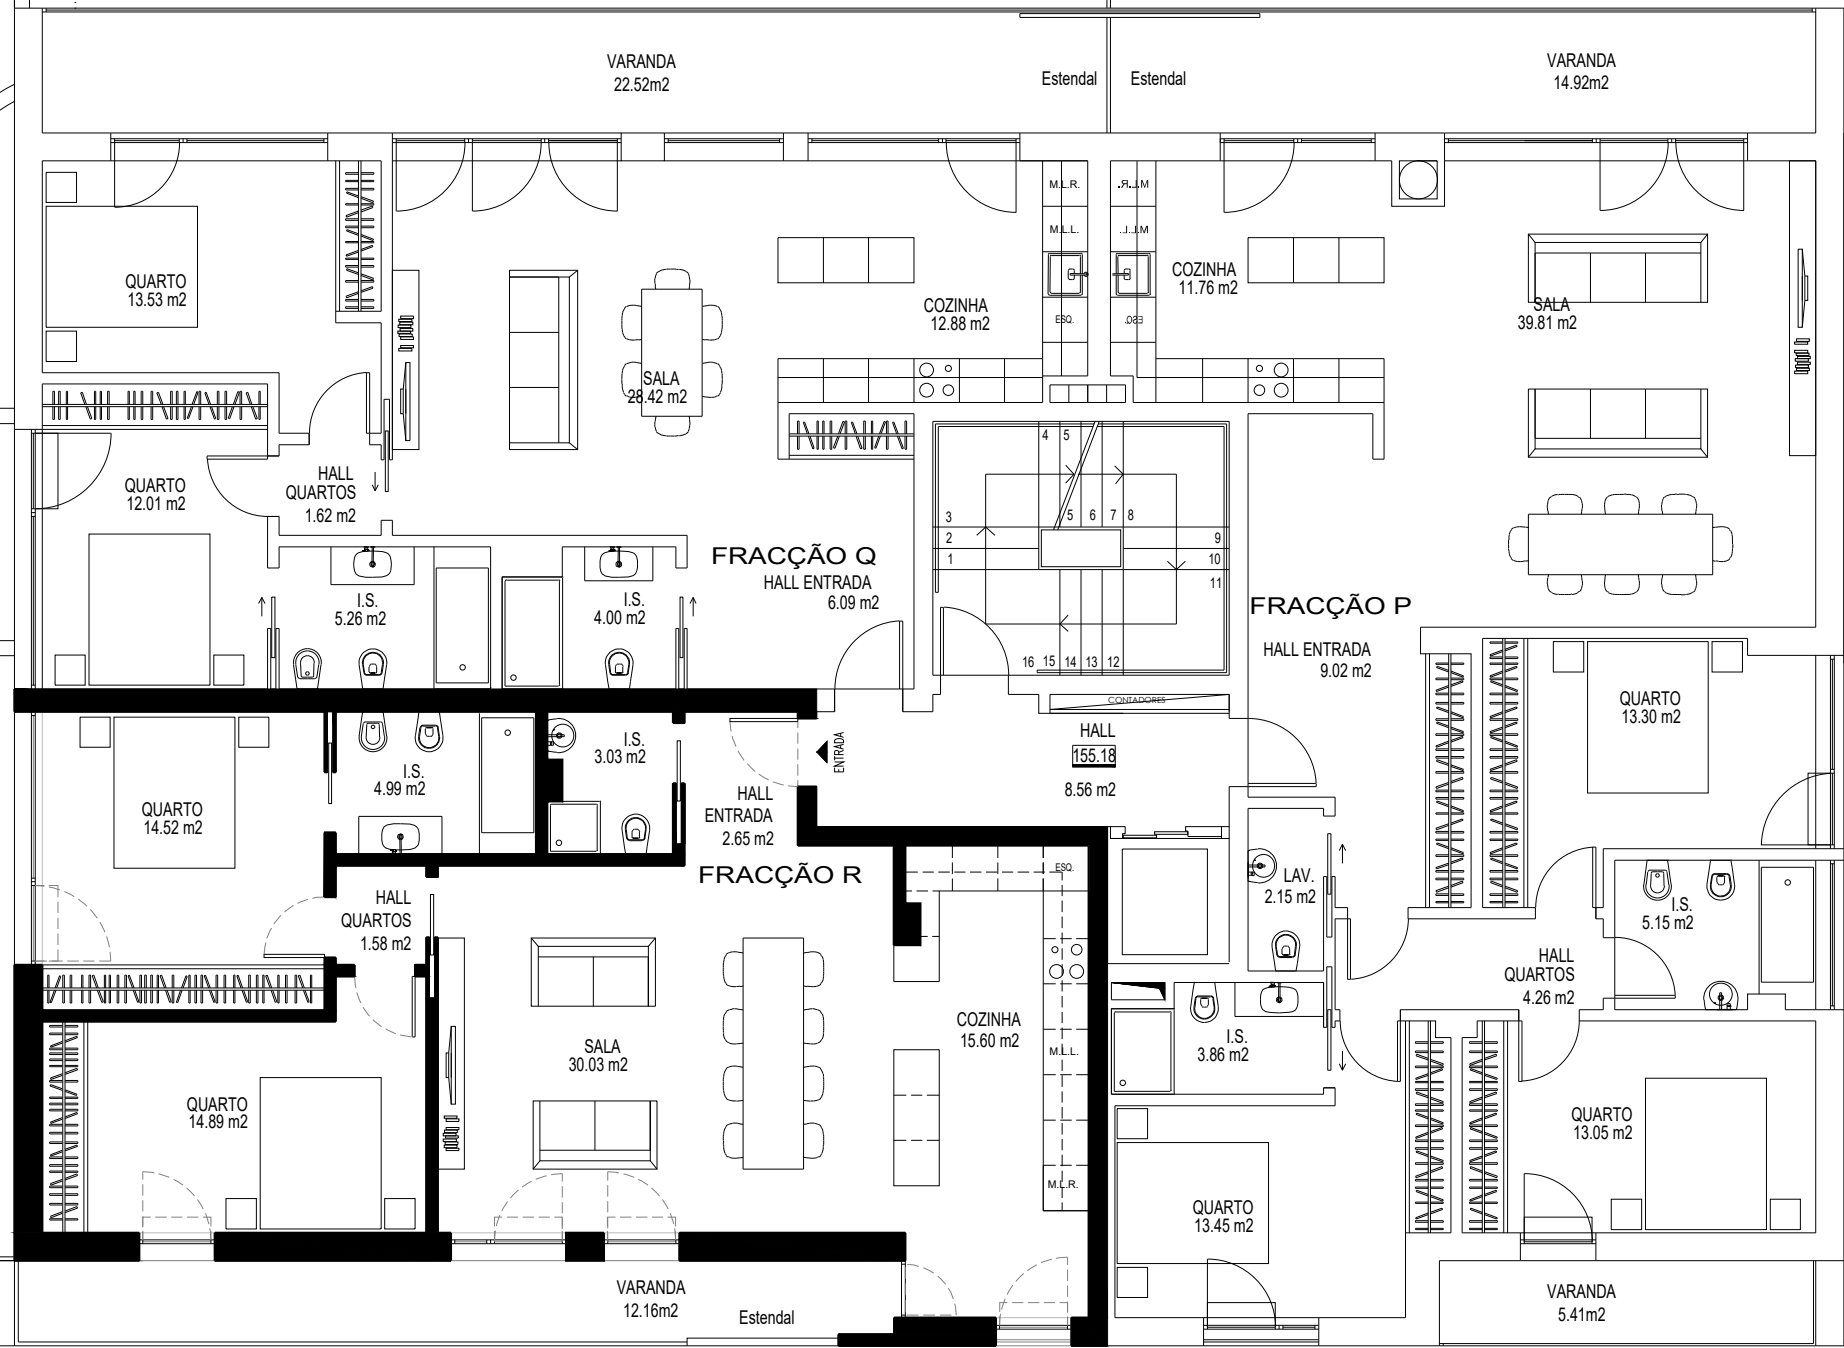 VARANDA
22.52m2
Estendal
Estendal
VARANDA
14.92m2
M.L.R.
M.L.R.
M.L.L.
M.L.L.
QUARTO
13.53 m2
COZINHA
12.88 m2
COZINHA
11.76 m2
ESQ.
ESQ.
SALA
39.81 m2
SALA
28.42 m2
QUARTO
12.01 m2
HALL
QUARTOS
1.62 m2
4 5
3
2
1
5 6 7 8
9
10
11
16 15 14 13 12
FRACÇÃO Q
HALL ENTRADA
6.09 m2
I.S.
5.26 m2
I.S.
4.00 m2
FRACÇÃO P
HALL ENTRADA
9.02 m2
QUARTO
13.30 m2
CONTADORES
HALL
155.18
8.56 m2
ENTRADA
I.S.
3.03 m2
I.S.
4.99 m2
QUARTO
14.52 m2
HALL
ENTRADA
2.65 m2
FRACÇÃO R
ESQ.
LAV.
2.15 m2
I.S.
5.15 m2
HALL
QUARTOS
1.58 m2
HALL
QUARTOS
4.26 m2
COZINHA
15.60 m2
M.L.L.
M.L.R.
I.S.
3.86 m2
SALA
30.03 m2
QUARTO
14.89 m2
QUARTO
13.05 m2
QUARTO
13.45 m2
VARANDA
12.16m2
Estendal
VARANDA
5.41m2